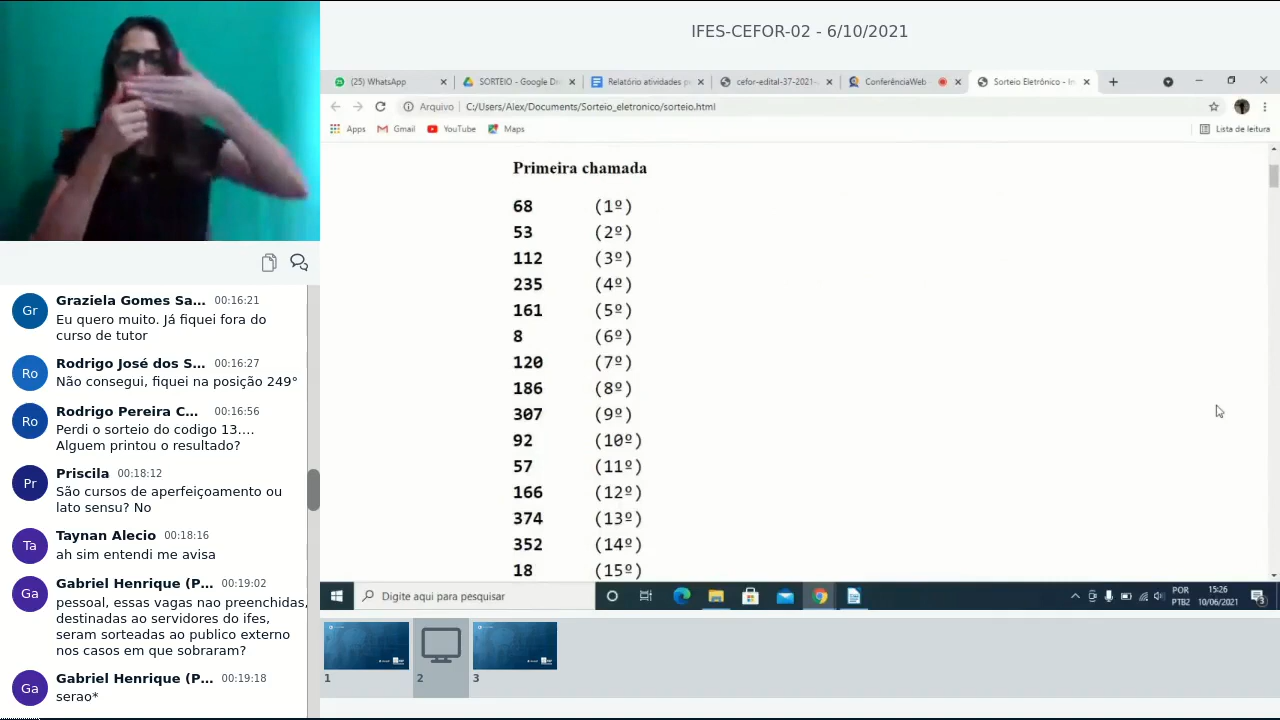 IFES-CEFOR-02 - 6/10/2021
(25) WhatsApp
SORTEIO - Google D
Relatório atividades
cefor-edital-37-2021-
ConferênciaWeb
Sorteio Eletrônico - I
Arquivo
C:/Users/Alex/Documents/Sorteio_eletronico/sorteio.html
Apps
Gmail
YouTube
Maps
Lista de leitura
Primeira chamada
68 (1º)
53 (2º)
112 (3º)
235 (4º)
161 (5º)
8 (6º)
120 (7º)
186 (8º)
307 (9º)
92 (10º)
57 (11º)
166 (12º)
374 (13º)
352 (14º)
18 (15º)
Digite aqui para pesquisar
POR
PTB2
15:26
10/06/2021
3
1
2
3
Gr
Graziela Gomes Sa... 00:16:21
Eu quero muito. Já fiquei fora do
curso de tutor
Ro
Rodrigo José dos S... 00:16:27
Não consegui, fiquei na posição 249°
Ro
Rodrigo Pereira C... 00:16:56
Perdi o sorteio do codigo 13....
Alguem printou o resultado?
Pr
Priscila 00:18:12
São cursos de aperfeiçoamento ou
lato sensu? No
Ta
Taynan Alecio 00:18:16
ah sim entendi me avisa
Ga
Gabriel Henrique (P... 00:19:02
pessoal, essas vagas nao preenchidas,
destinadas ao servidores do ifes,
seram sorteadas ao publico externo
nos casos em que sobraram?
Ga
Gabriel Henrique (P... 00:19:18
serao*